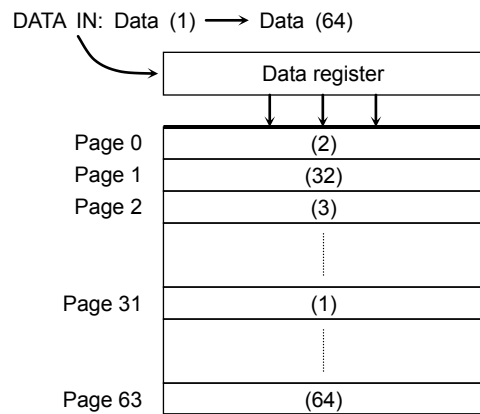 DATA IN: Data (1) → Data (64)
Data register
Page 0 (2)
Page 1 (32)
Page 2 (3)
Page 31 (1)
Page 63 (64)